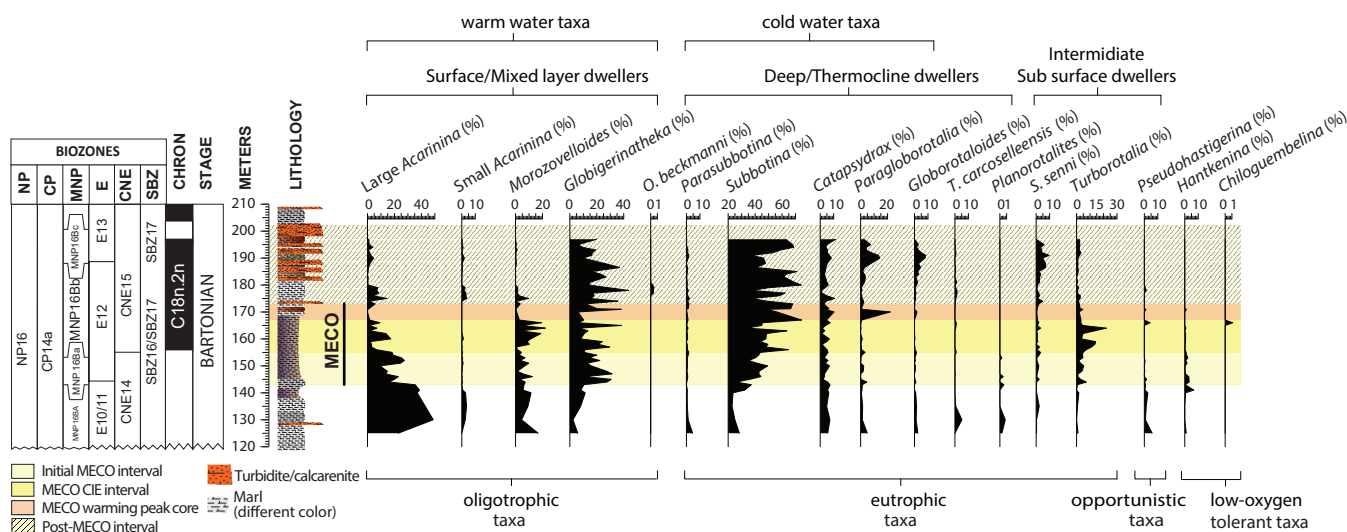 warm water taxa
cold water taxa
Surface/Mixed layer dwellers
Deep/Thermocline dwellers
Intermidiate
Sub surface dwellers
Large Acarinina (%)
Small Acarinina (%)
Morozovelloides (%)
Globigerinatheka (%)
O. beckmanni (%)
Parasubbotina (%)
Subbotina (%)
Catapsydrax (%)
Paragloborotalia (%)
Globorotaloides (%)
T. carcoselleensis (%)
Planorotalites (%)
S. senni (%)
Turborotalia (%)
Pseudohastigerina (%)
Hantkenina (%)
Chiloguembelina (%)
BIOZONES
NP
CP
MNP
E
CNE
SBZ
CHRON
STAGE
METERS
LITHOLOGY
0 20 40
0 10
0 20
0 20 40
0 1
0 10
20 40 60
0 10
0 20
0 10
0 10
0 10
0 10
0 15 30
0 10
0 10
0 1
210
200
190
180
170
160
150
140
130
120
NP16
CP14a
MNP16Bc
MNP16Bb
MNP16Ba
MNP16BA
E13
E12
E10/11
CNE15
CNE14
SBZ17
SBZ16/SBZ17
C18n.2n
BARTONIAN
MECO
Initial MECO interval
MECO CIE interval
MECO warming peak core
Post-MECO interval
Turbidite/calcarenite
Marl
(different color)
oligotrophic
taxa
eutrophic
taxa
opportunistic
taxa
low-oxygen
tolerant taxa